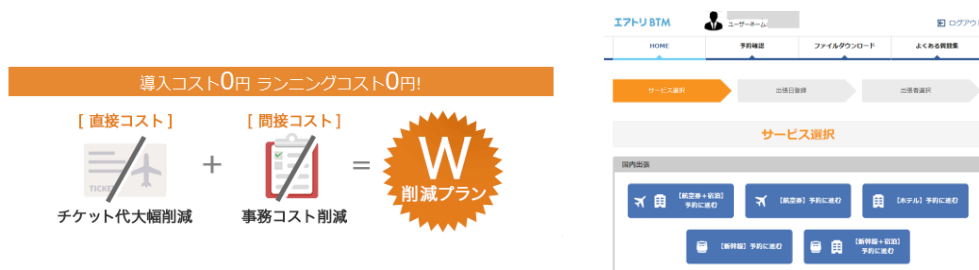 導入コスト0円 ランニングコスト0円!
[ 直接コスト ]
[ 間接コスト ]
TICKET
+
=
W
削減プラン
チケット代大幅削減
事務コスト削減
エアトリ BTM
ユーザーネーム:
ログアウ
HOME
予約確認
ファイルダウンロード
よくある質問集
サービス選択
出張日登録
出張者選択
サービス選択
国内出張
【航空券+宿泊】
予約に進む
【航空券】予約に進む
【ホテル】予約に進む
【新幹線】予約に進む
【新幹線+宿泊】
予約に進む